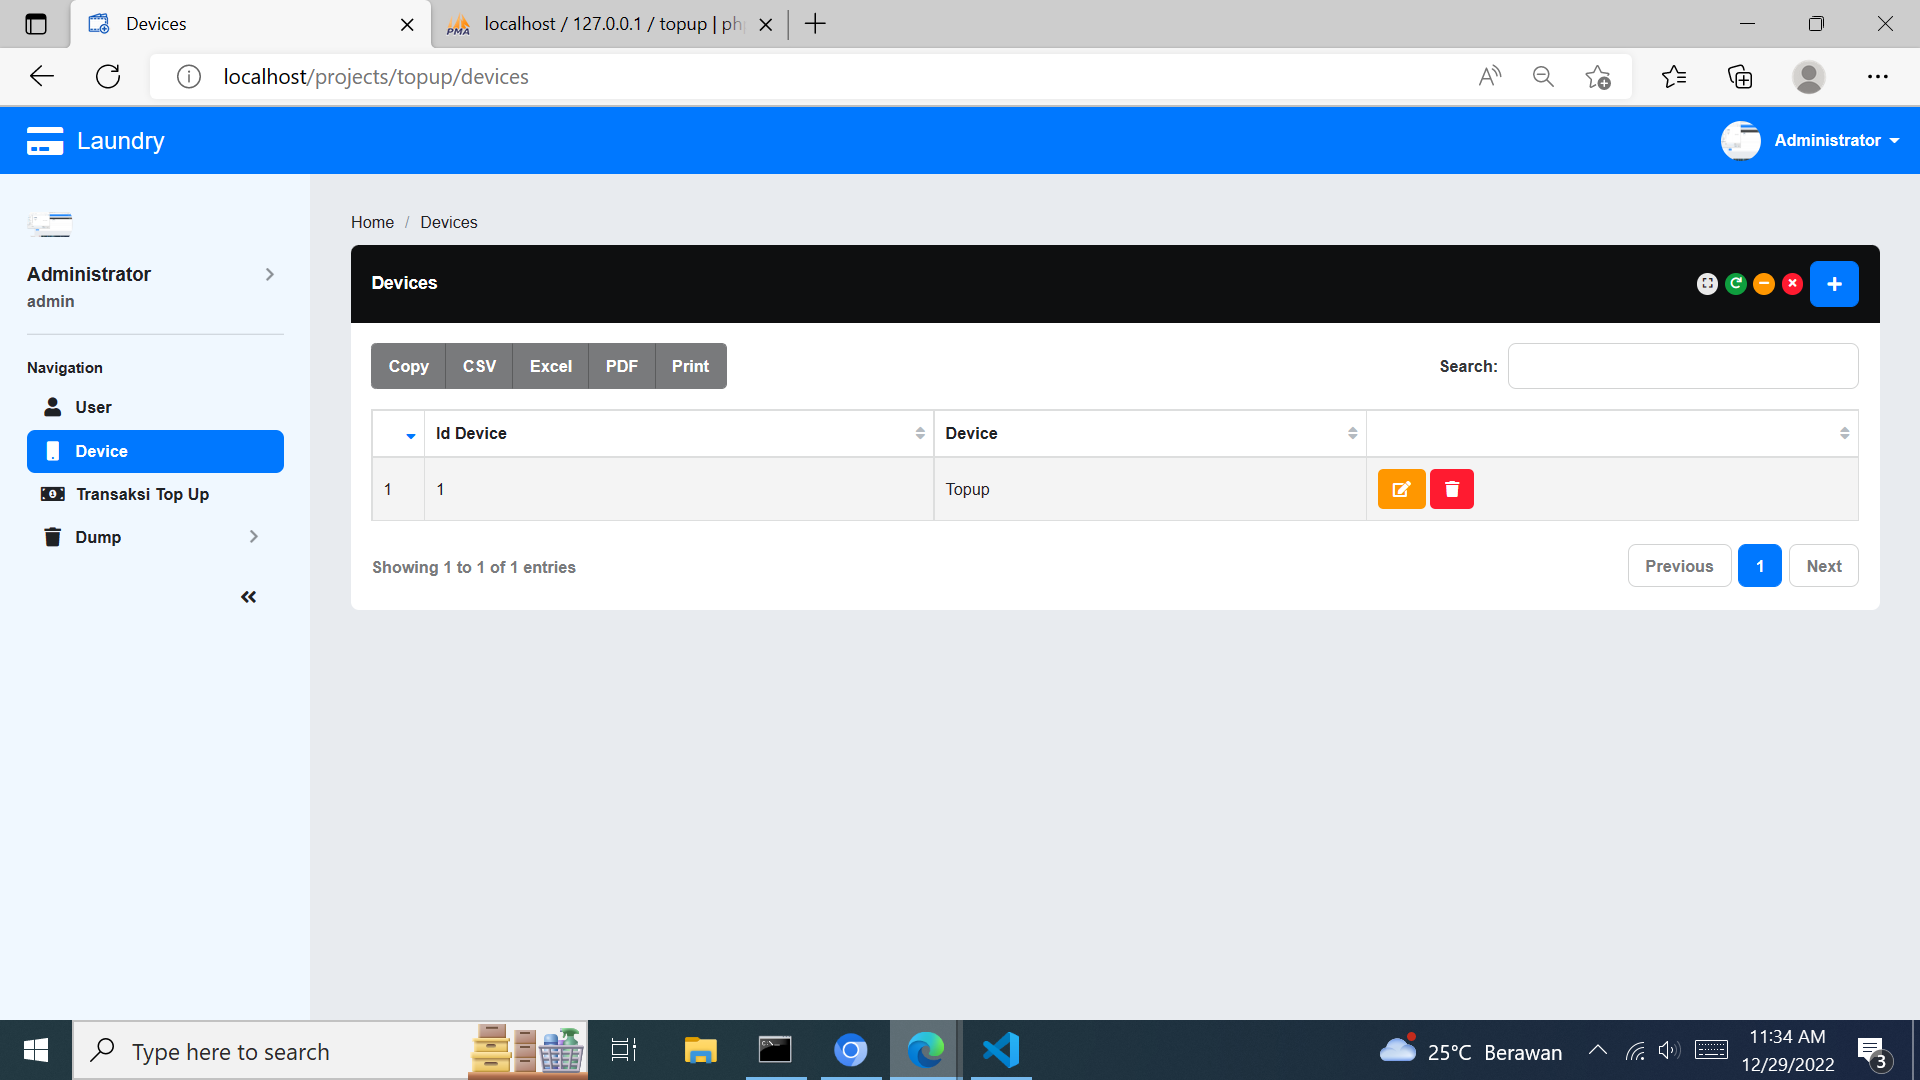 Devices
localhost / 127.0.0.1 / topup | ph
localhost/projects/topup/devices
Laundry
Administrator
Administrator
admin
Navigation
User
Device
Transaksi Top Up
Dump
Home / Devices
Devices
Copy CSV Excel PDF Print
Search:
Id Device Device
1 1 Topup
Showing 1 to 1 of 1 entries
Previous 1 Next
Type here to search
25°C Berawan
11:34 AM
12/29/2022
3